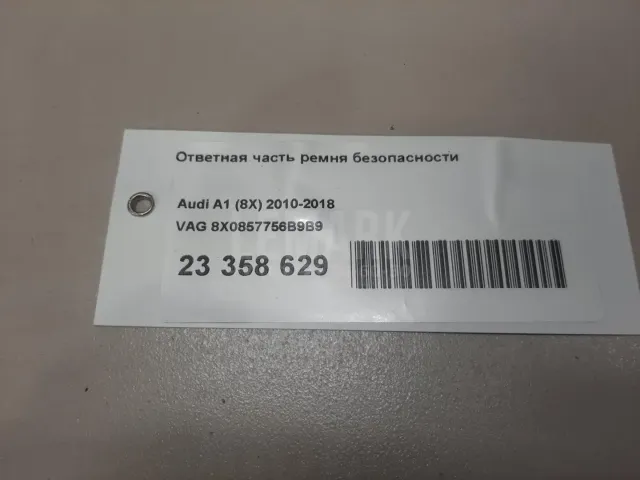 Ответная часть ремня безопасности
Audi A1 (8X) 2010-2018
VAG 8X0857756B9B9
23 358 629